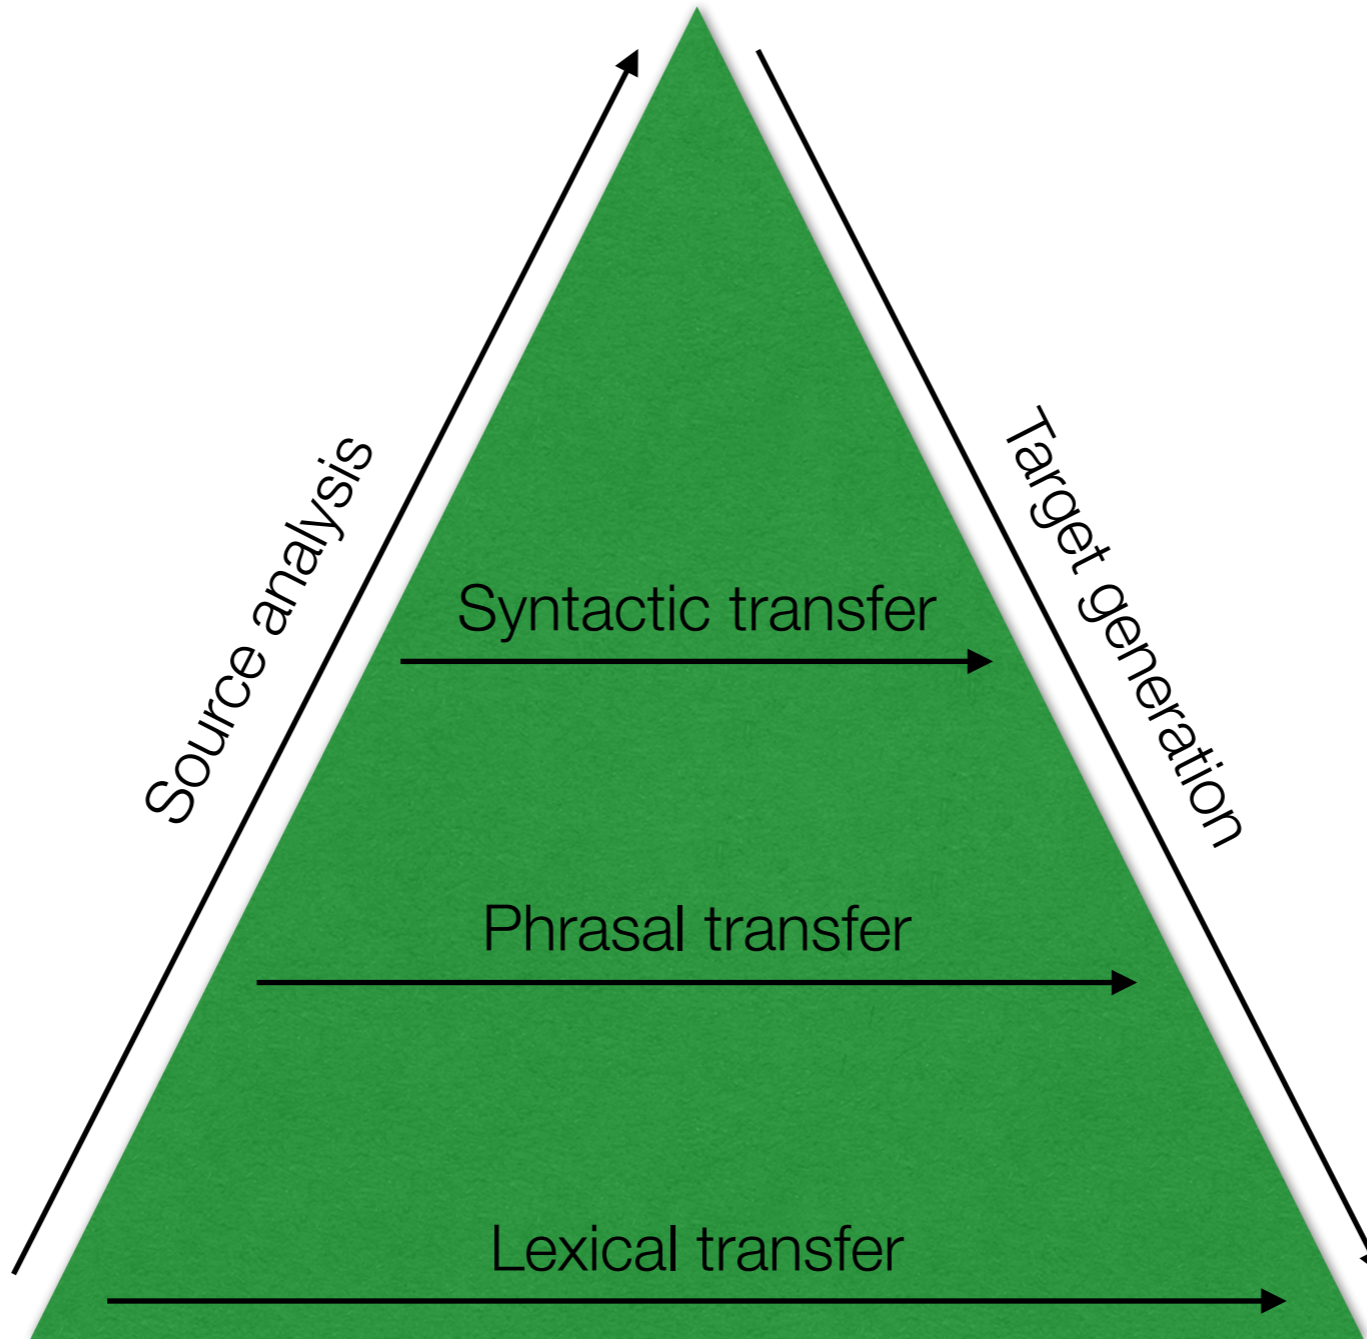 Source analysis
Target generation
Syntactic transfer
Phrasal transfer
Lexical transfer